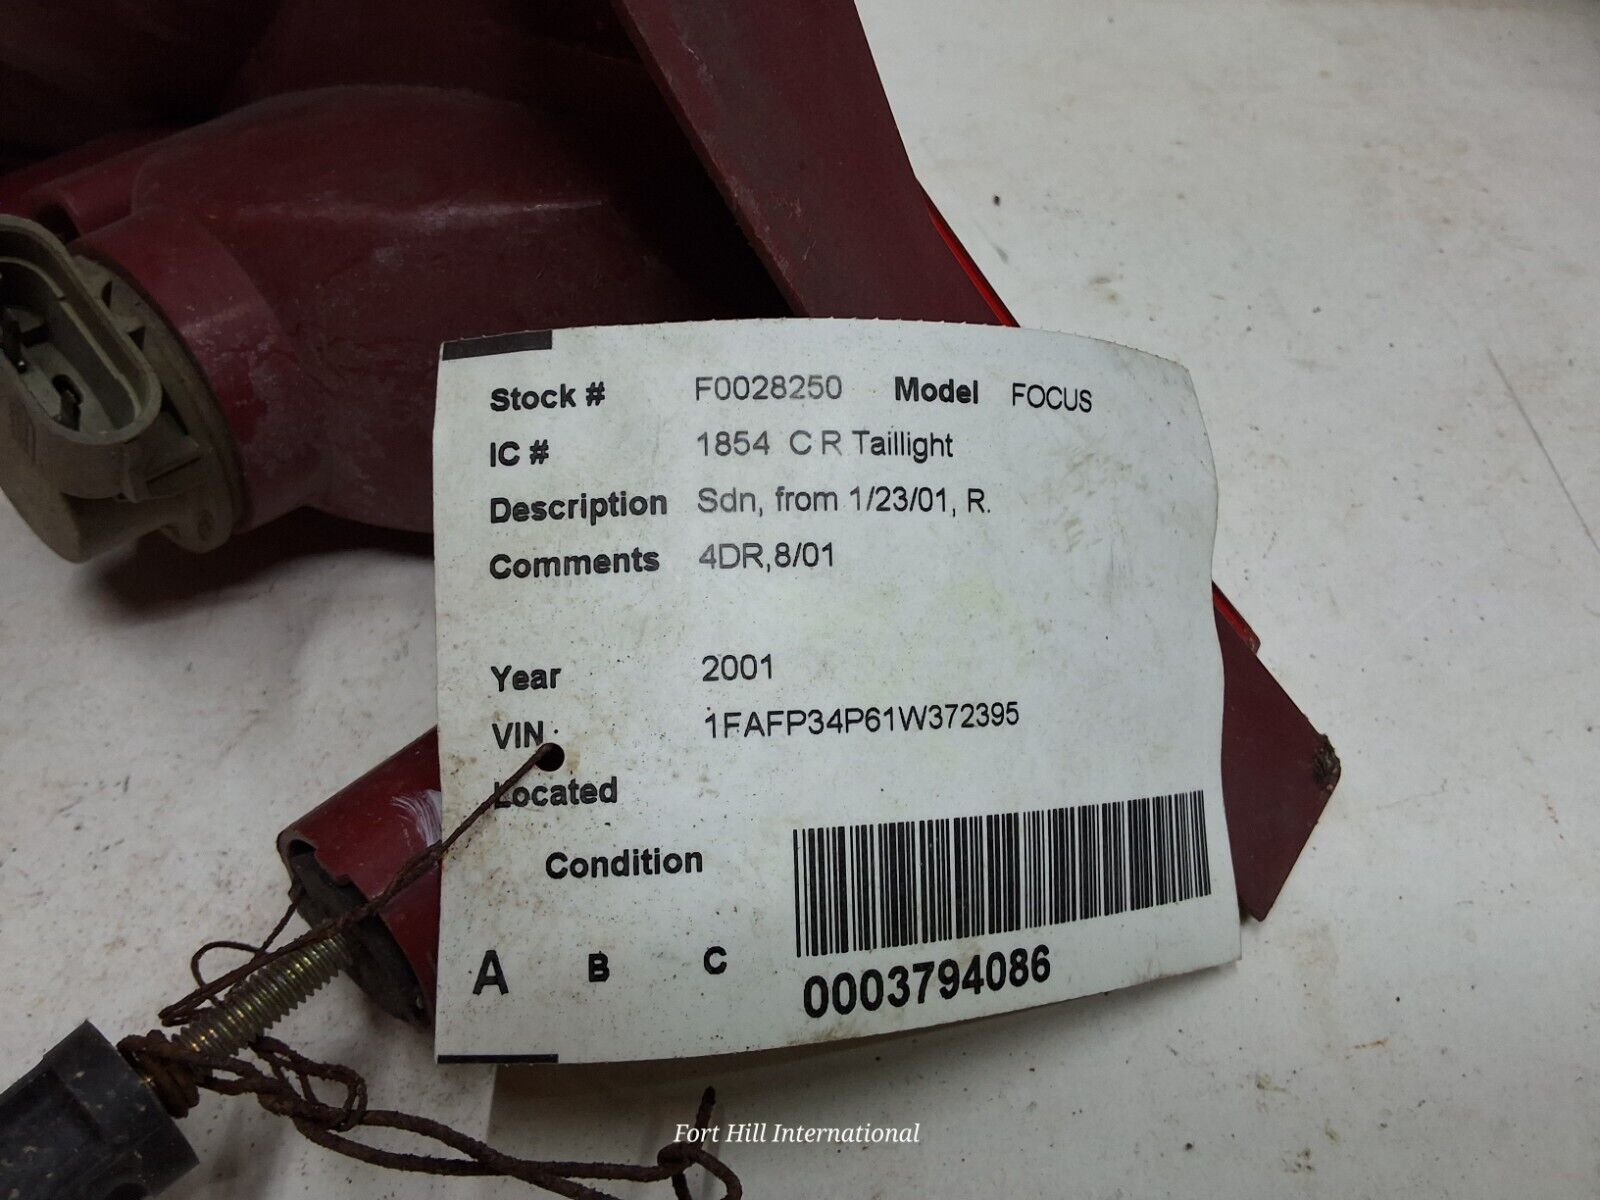 Stock # F0028250 Model FOCUS
IC # 1854 C R Taillight
Description Sdn, from 1/23/01, R.
Comments 4DR,8/01
Year 2001
VIN 1FAFP34P61W372395
Located
Condition
A B C
0003794086
Fort Hill International